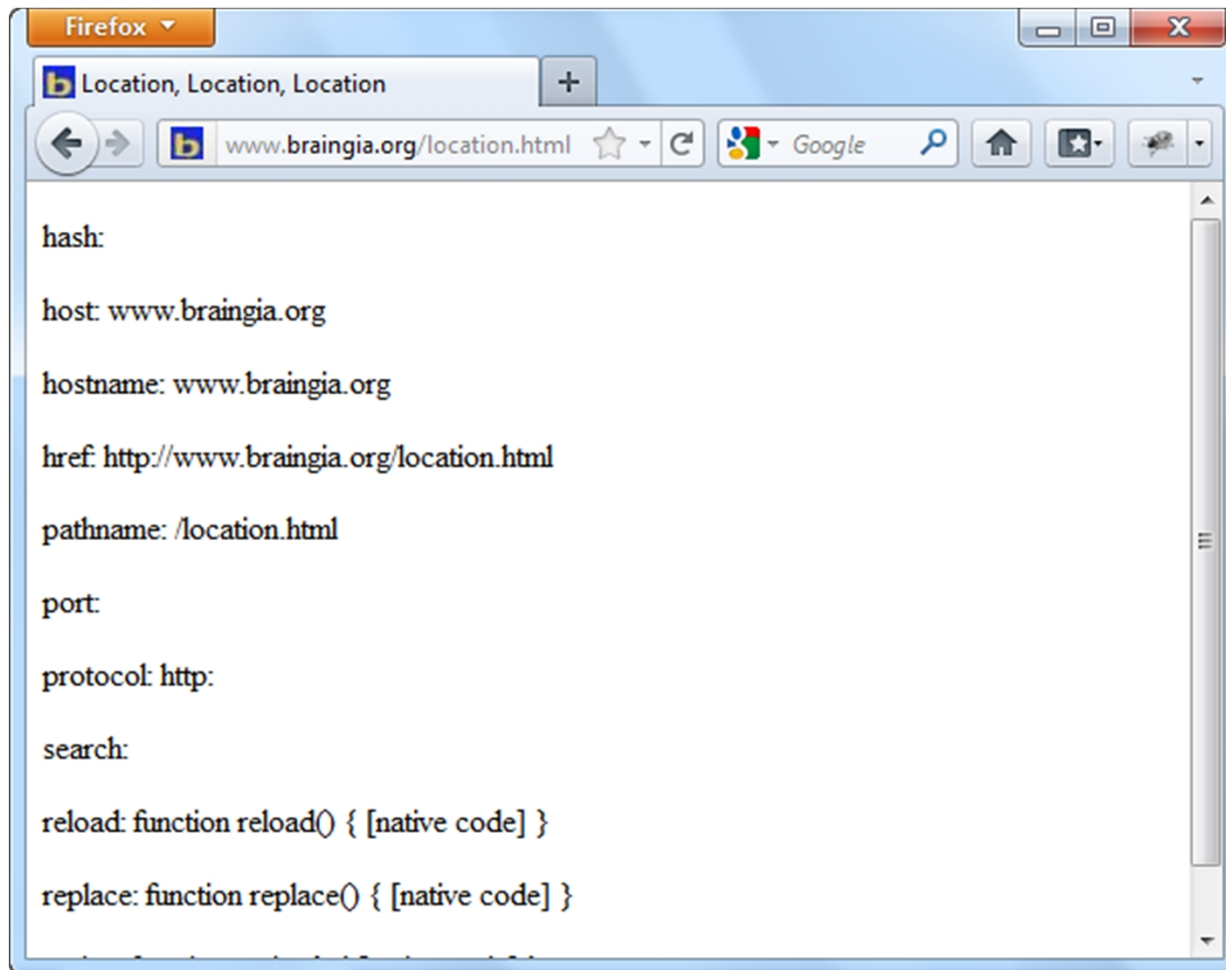 Firefox
Location, Location, Location
www.braingia.org/location.html
Google
hash:
host: www.braingia.org
hostname: www.braingia.org
href: http://www.braingia.org/location.html
pathname: /location.html
port:
protocol: http:
search:
reload: function reload() { [native code] }
replace: function replace() { [native code] }